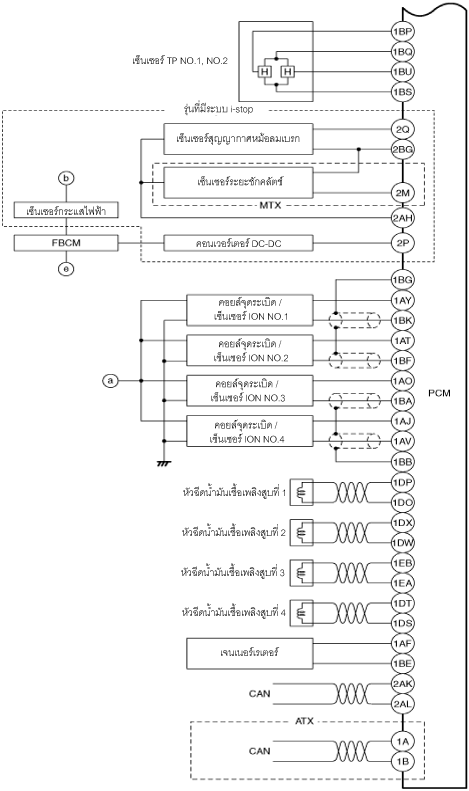 1BP
1BQ
เซ็นเซอร์ TP NO.1, NO.2
H H
1BU
1BS
รุ่นที่มีระบบ i-stop
2Q
เซ็นเซอร์สุญญากาศหม้อลมเบรก
2BG
b
เซ็นเซอร์ระยะชักคลัตช์
2M
MTX
เซ็นเซอร์กระแสไฟฟ้า
2AH
FBCM
คอนเวอร์เตอร์ DC-DC
2P
e
1BG
คอยล์จุดระเบิด /
เซ็นเซอร์ ION NO.1
1AY
1BK
คอยล์จุดระเบิด /
เซ็นเซอร์ ION NO.2
1AT
1BF
a
คอยล์จุดระเบิด /
เซ็นเซอร์ ION NO.3
1AO
1BA
PCM
คอยล์จุดระเบิด /
เซ็นเซอร์ ION NO.4
1AJ
1AV
1BB
หัวฉีดน้ำมันเชื้อเพลิงสูบที่ 1
1DP
1DO
หัวฉีดน้ำมันเชื้อเพลิงสูบที่ 2
1DX
1DW
หัวฉีดน้ำมันเชื้อเพลิงสูบที่ 3
1EB
1EA
หัวฉีดน้ำมันเชื้อเพลิงสูบที่ 4
1DT
1DS
เจนเนอร์เรเตอร์
1AF
1BE
CAN
2AK
2AL
ATX
CAN
1A
1B